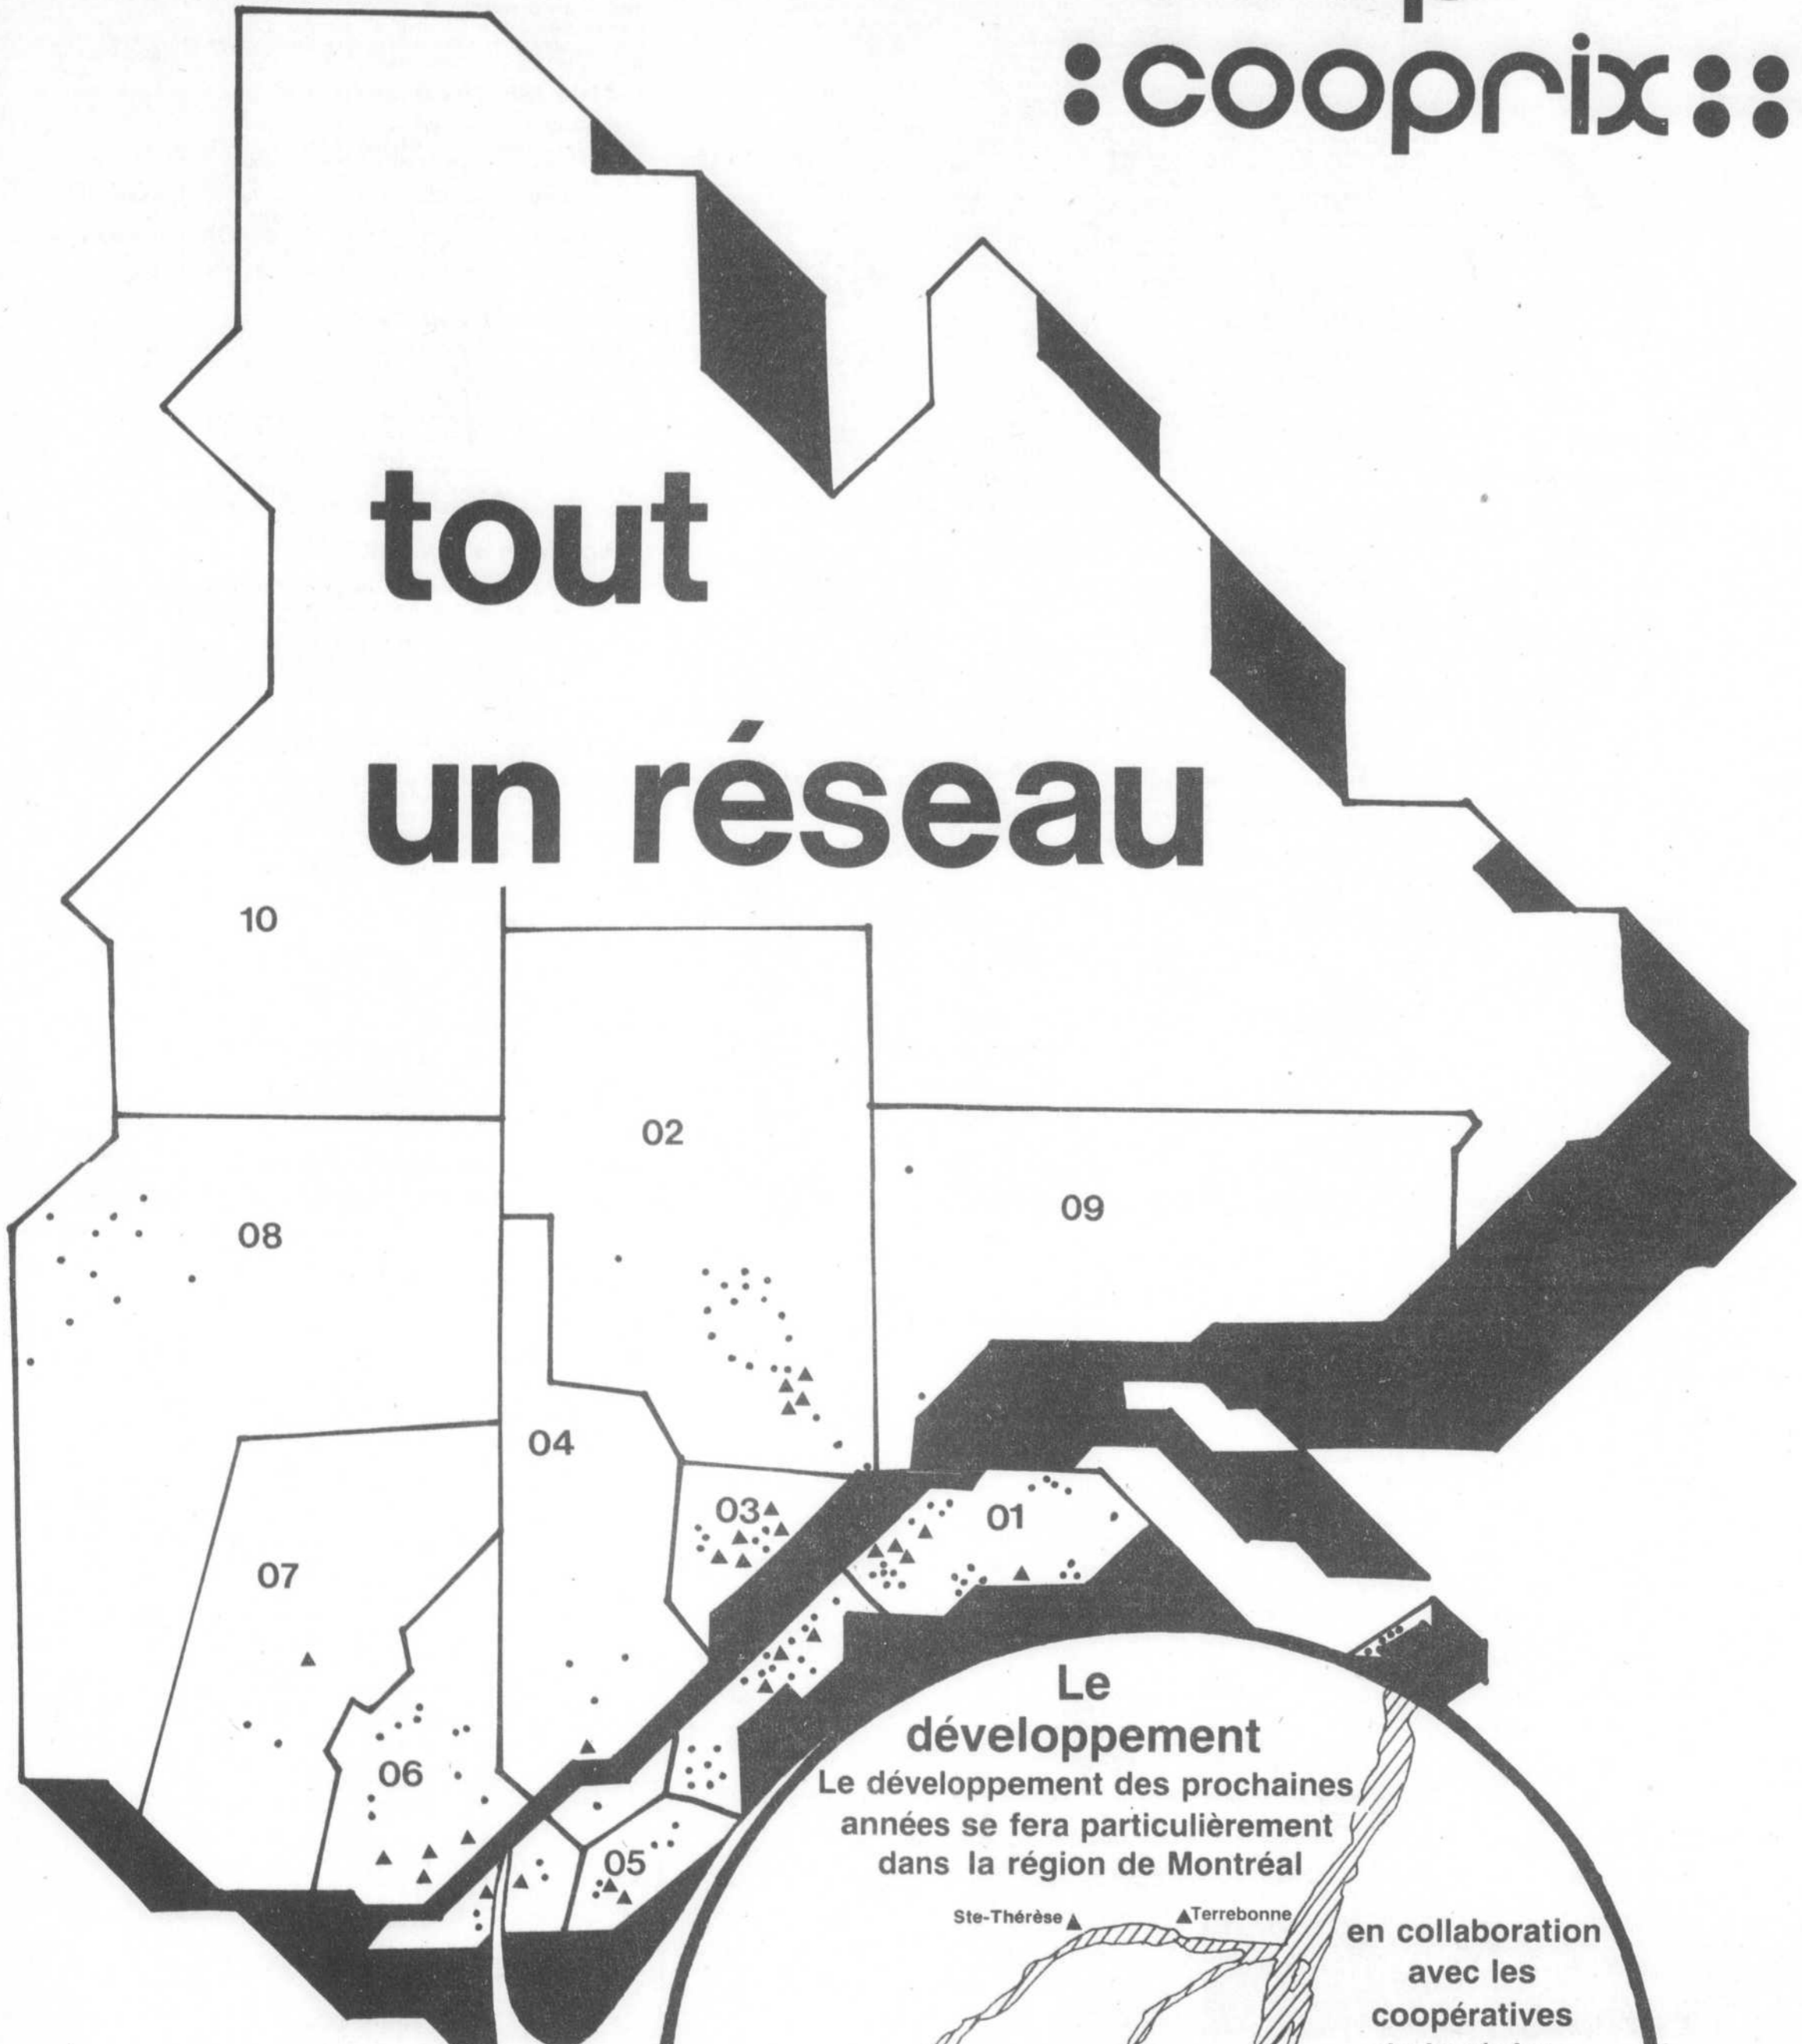 :cooprix::
tout
un réseau
10
02
09
08
04
03
01
07
06
05
Le
développement
Le développement des prochaines
années se fera particulièrement
dans la région de Montréal
Ste-Thérèse
Terrebonne
en collaboration
avec les
coopératives